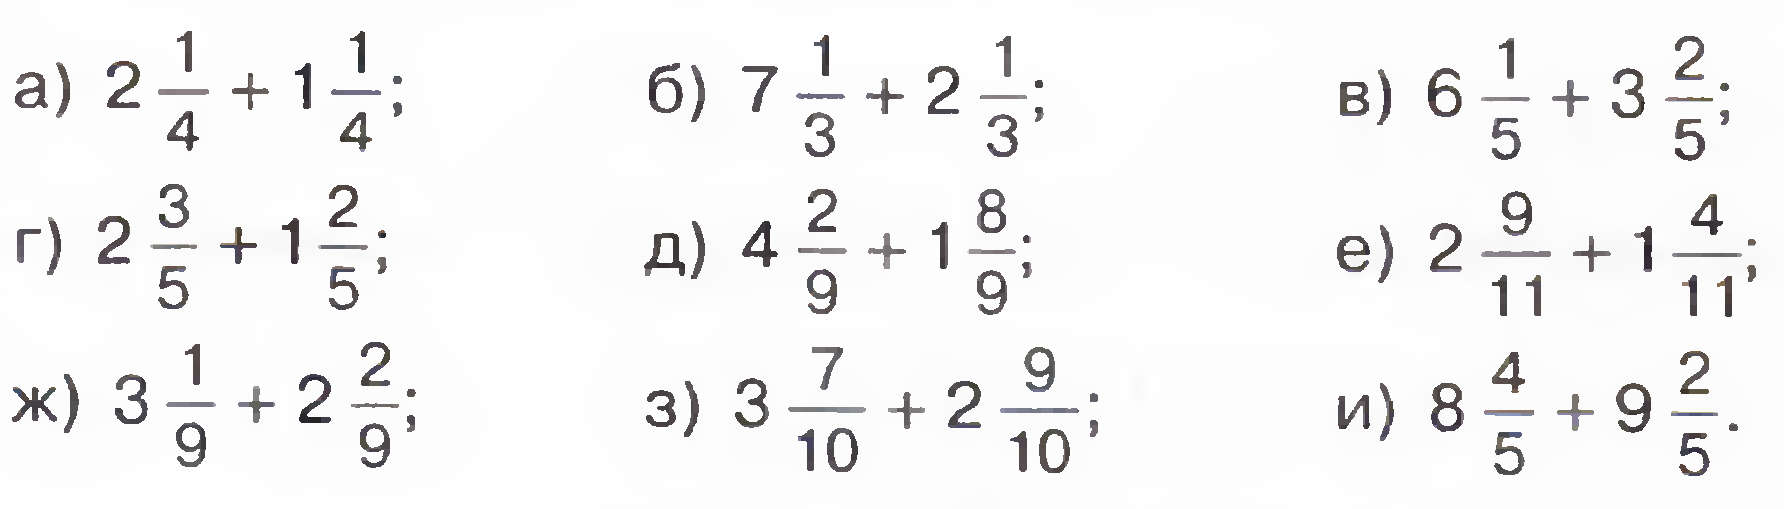 а) 2 1/4 + 1 1/4; б) 7 1/3 + 2 1/3; в) 6 1/5 + 3 2/5;
г) 2 3/5 + 1 2/5; д) 4 2/9 + 1 8/9; е) 2 9/11 + 1 4/11;
ж) 3 1/9 + 2 2/9; з) 3 7/10 + 2 9/10; и) 8 4/5 + 9 2/5.